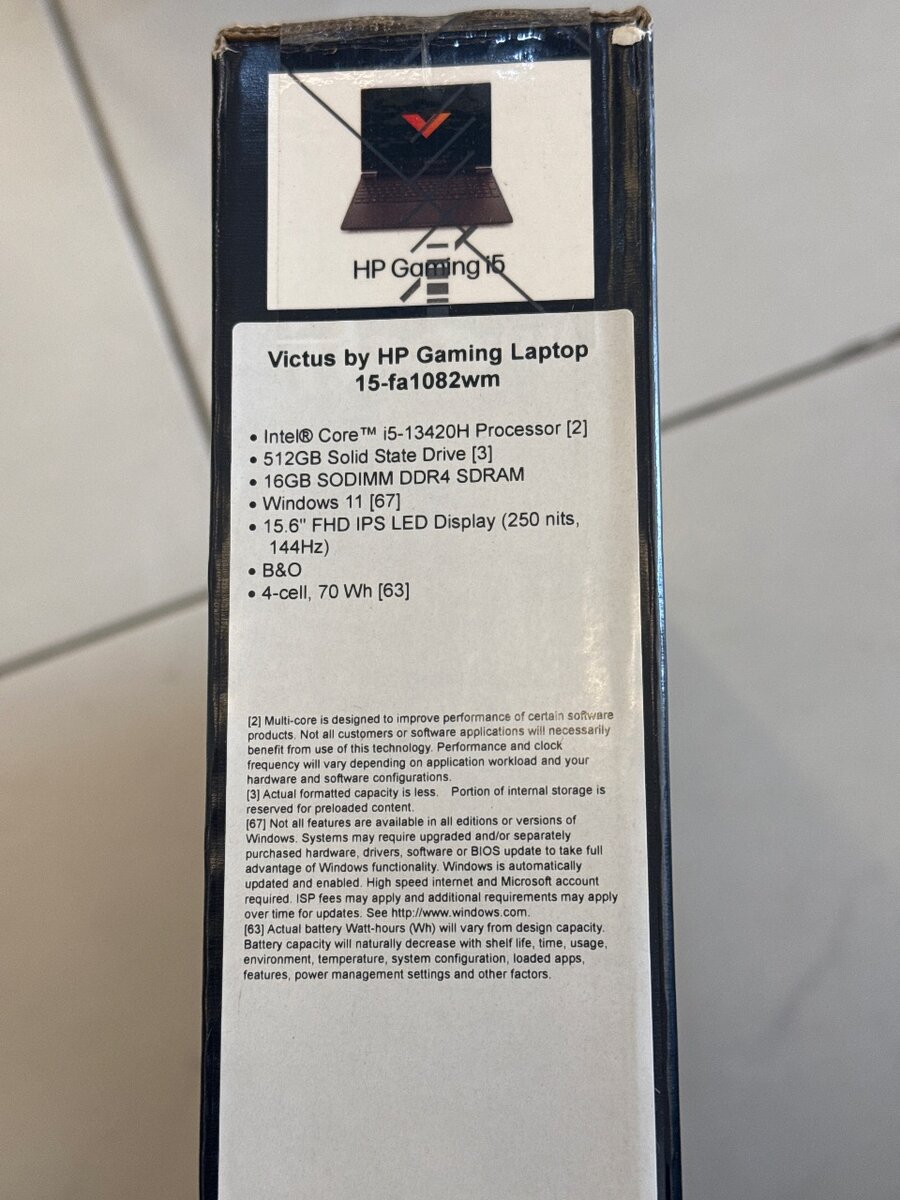 HP Gaming i5
Victus by HP Gaming Laptop
15-fa1082wm
• Intel® Core™ i5-13420H Processor [2]
• 512GB Solid State Drive [3]
• 16GB SODIMM DDR4 SDRAM
• Windows 11 [67]
• 15.6" FHD IPS LED Display (250 nits,
144Hz)
• B&O
• 4-cell, 70 Wh [63]
[2] Multi-core is designed to improve performance of certain software
products. Not all customers or software applications will necessarily
benefit from use of this technology. Performance and clock
frequency will vary depending on application workload and your
hardware and software configurations.
[3] Actual formatted capacity is less. Portion of internal storage is
reserved for preloaded content.
[67] Not all features are available in all editions or versions of
Windows. Systems may require upgraded and/or separately
purchased hardware, drivers, software or BIOS update to take full
advantage of Windows functionality. Windows is automatically
updated and enabled. High speed internet and Microsoft account
required. ISP fees may apply and additional requirements may apply
over time for updates. See http://www.windows.com.
[63] Actual battery Watt-hours (Wh) will vary from design capacity.
Battery capacity will naturally decrease with shelf life, time, usage,
environment, temperature, system configuration, loaded apps,
features, power management settings and other factors.